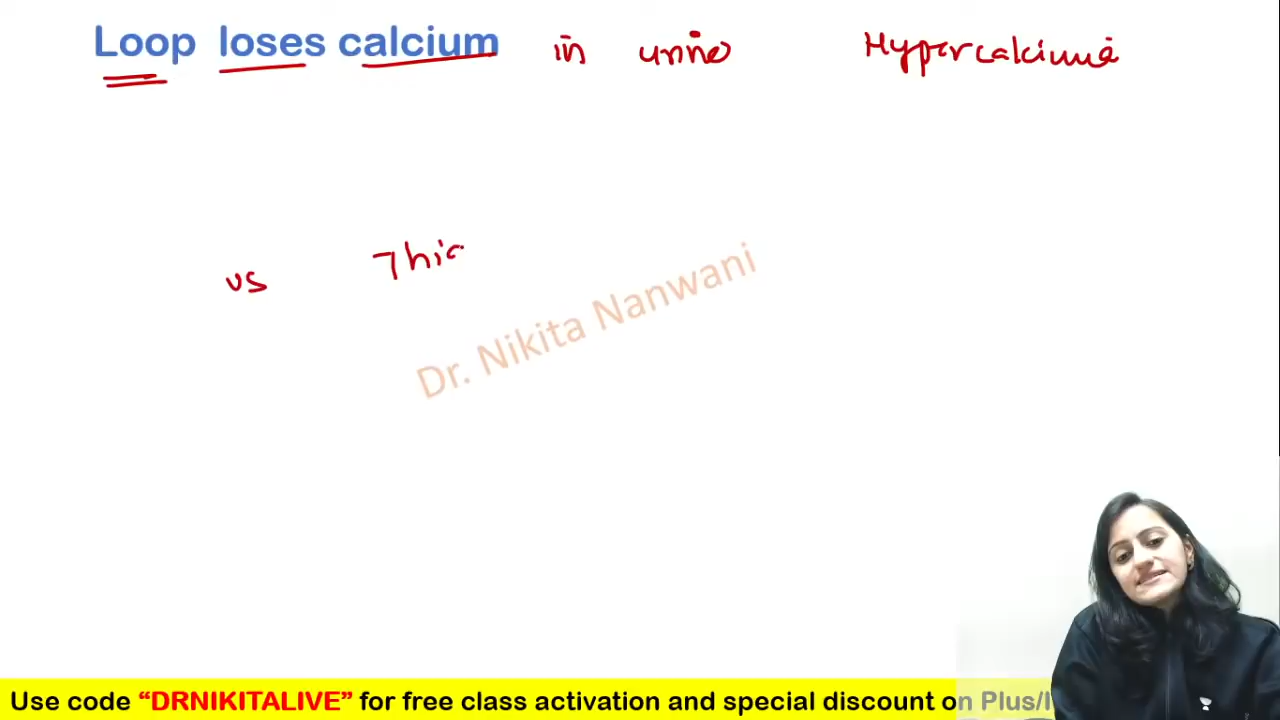 Loop loses calcium in urine Hypercalcimia
vs Thia
Dr. Nikita Nanwani
Use code “DRNIKITALIVE” for free class activation and special discount on Plus/I